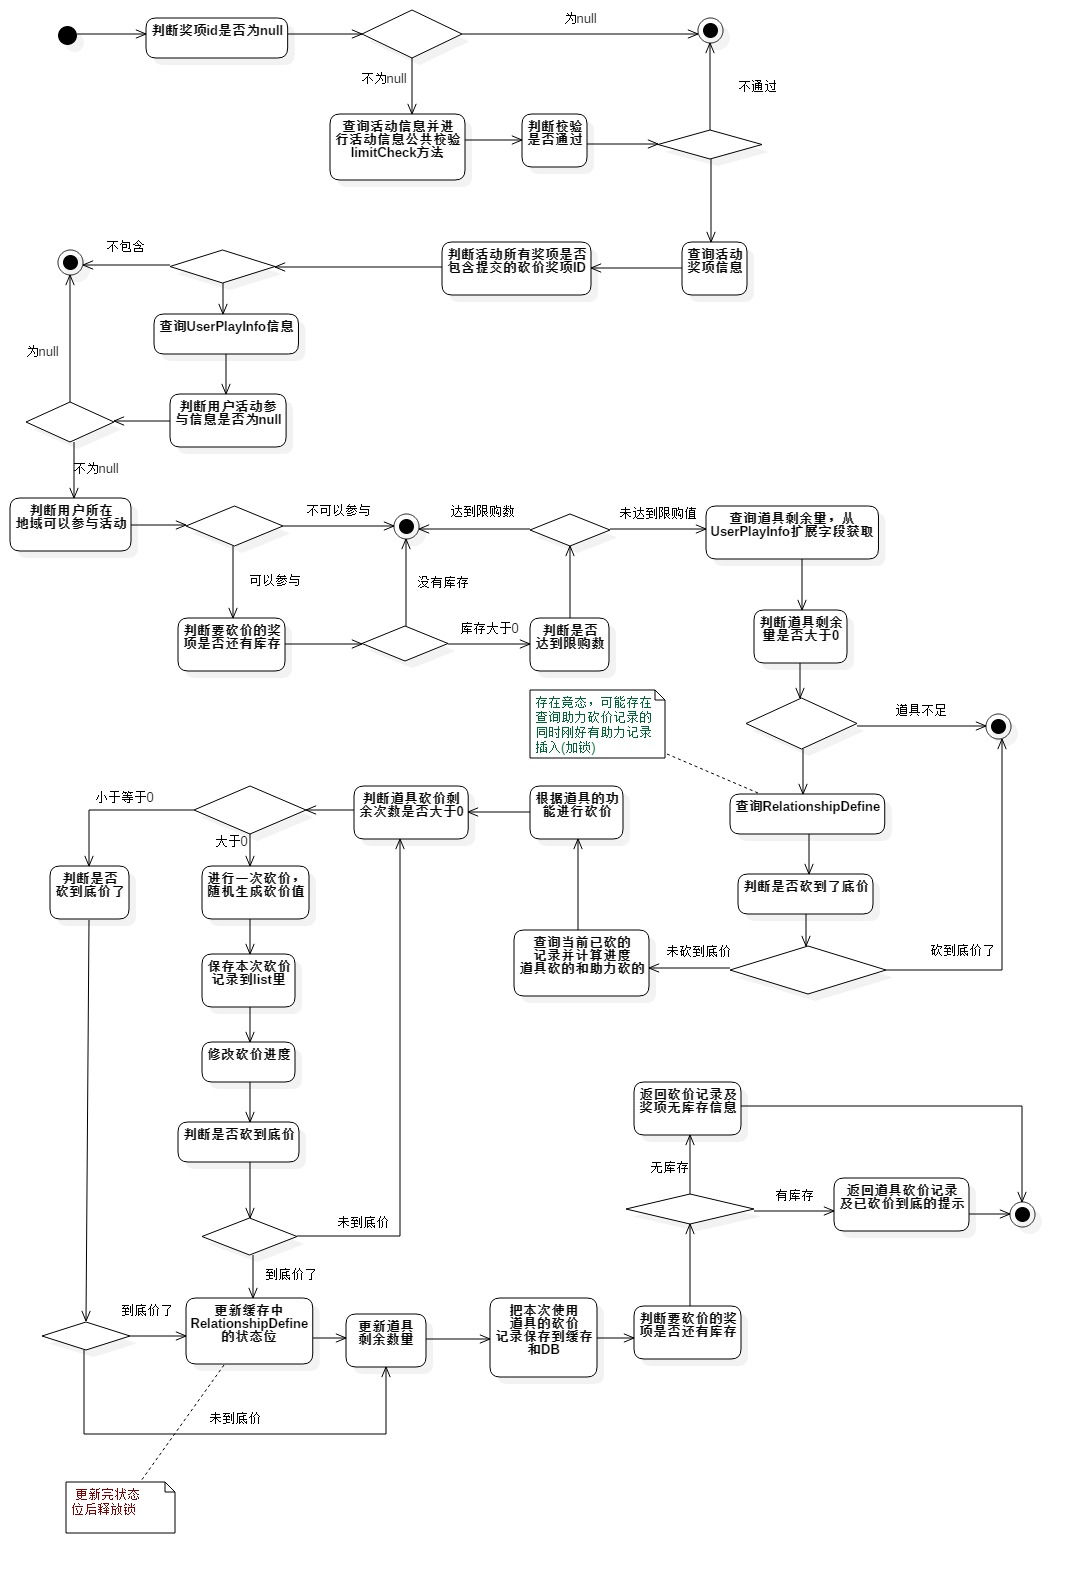 判断奖项id是否为null
为null
不为null
不通过
查询活动信息并进
行活动信息公共校验
limitCheck方法
判断校验
是否通过
查询活动
奖项信息
判断活动所有奖项是否
包含提交的砍价奖项ID
不包含
查询UserPlayInfo信息
为null
判断用户活动参
与信息是否为null
不为null
判断用户所在
地域可以参与活动
不可以参与
达到限购数
未达到限购值
查询道具剩余量，从
UserPlayInfo扩展字段获取
可以参与
没有库存
判断要砍价的奖
项是否还有库存
库存大于0
判断是否
达到限购数
判断道具剩余
量是否大于0
存在竟态，可能存在
查询助力砍价记录的
同时刚好有助力记录
插入(加锁)
道具不足
查询RelationshipDefine
小于等于0
判断道具砍价剩
余次数是否大于0
根据道具的功
能进行砍价
大于0
判断是否
砍到底价了
进行一次砍价，
随机生成砍价值
判断是否砍到了底价
查询当前已砍的
记录并计算进度
道具砍的和助力砍的
未砍到底价
砍到底价了
保存本次砍价
记录到list里
修改砍价进度
判断是否砍到底价
返回砍价记录及
奖项无库存信息
无库存
有库存
返回道具砍价记录
及已砍价到底的提示
未到底价
到底价了
到底价了
更新缓存中
RelationshipDefine
的状态位
更新道具
剩余数量
把本次使用
道具的砍价
记录保存到缓存
和DB
判断要砍价的奖
项是否还有库存
未到底价
更新完状态
位后释放锁